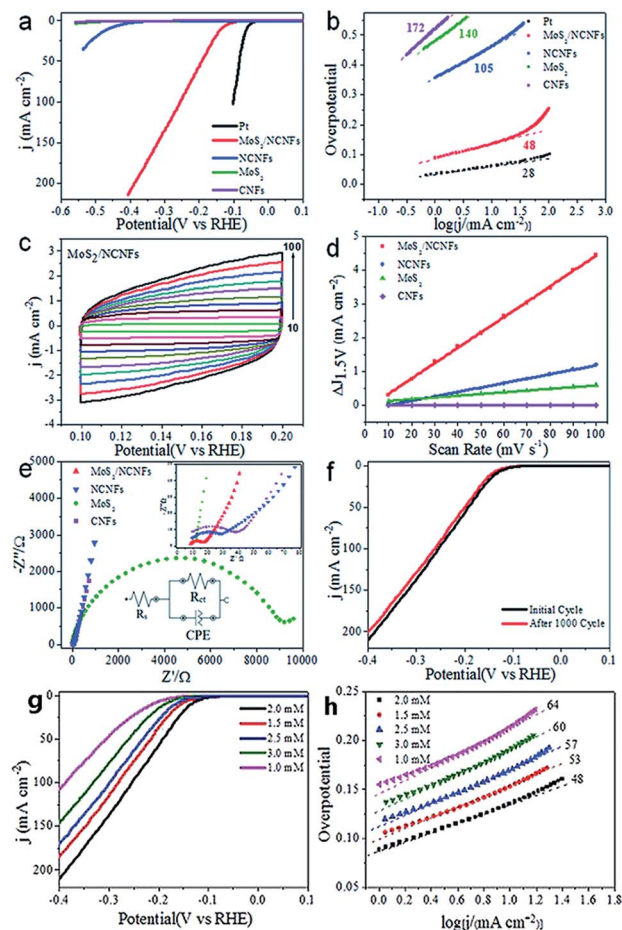 a
j (mA cm⁻²)
0
50
100
150
200
-0.6 -0.5 -0.4 -0.3 -0.2 -0.1 0.0 0.1
Potential(V vs RHE)
Pt
MoS₂/NCNFs
NCNFs
MoS₂
CNFs
b
Overpotential
0.5
0.4
0.3
0.2
0.1
0.0
-1.0 -0.5 0.0 0.5 1.0 1.5 2.0 2.5 3.0
log[j/(mA cm⁻²)]
172
140
105
48
28
Pt
MoS₂/NCNFs
NCNFs
MoS₂
CNFs
c
MoS₂/NCNFs
j (mA cm⁻²)
3
2
1
0
-1
-2
-3
-4
0.10 0.12 0.14 0.16 0.18 0.20
Potential(V vs RHE)
100
10
d
ΔJ1.5V (mA cm⁻²)
6
5
4
3
2
1
0
-1
10 20 30 40 50 60 70 80 90 100
Scan Rate (mV s⁻¹)
MoS₂/NCNFs
NCNFs
MoS₂
CNFs
e
-Z''/Ω
5000
4000
3000
2000
1000
0
0 2000 4000 6000 8000 10000
Z'/Ω
MoS₂/NCNFs
NCNFs
MoS₂
CNFs
-Z''Ω
0 10 20 30 40 50 60 70 80
Z' Ω
Rs
Rct
CPE
f
j (mA cm⁻²)
0
50
100
150
200
-0.4 -0.3 -0.2 -0.1 0.0 0.1
Potential(V vs RHE)
Initial Cycle
After 1000 Cycle
g
j (mA cm⁻²)
0
50
100
150
200
-0.4 -0.3 -0.2 -0.1 0.0 0.1
Potential(V vs RHE)
2.0 mM
1.5 mM
2.5 mM
3.0 mM
1.0 mM
h
Overpotential
0.25
0.20
0.15
0.10
0.05
0.0 0.3 0.6 0.9 1.2 1.5 1.8
log[j/(mA cm⁻²)]
2.0 mM
1.5 mM
2.5 mM
3.0 mM
1.0 mM
64
60
57
53
48